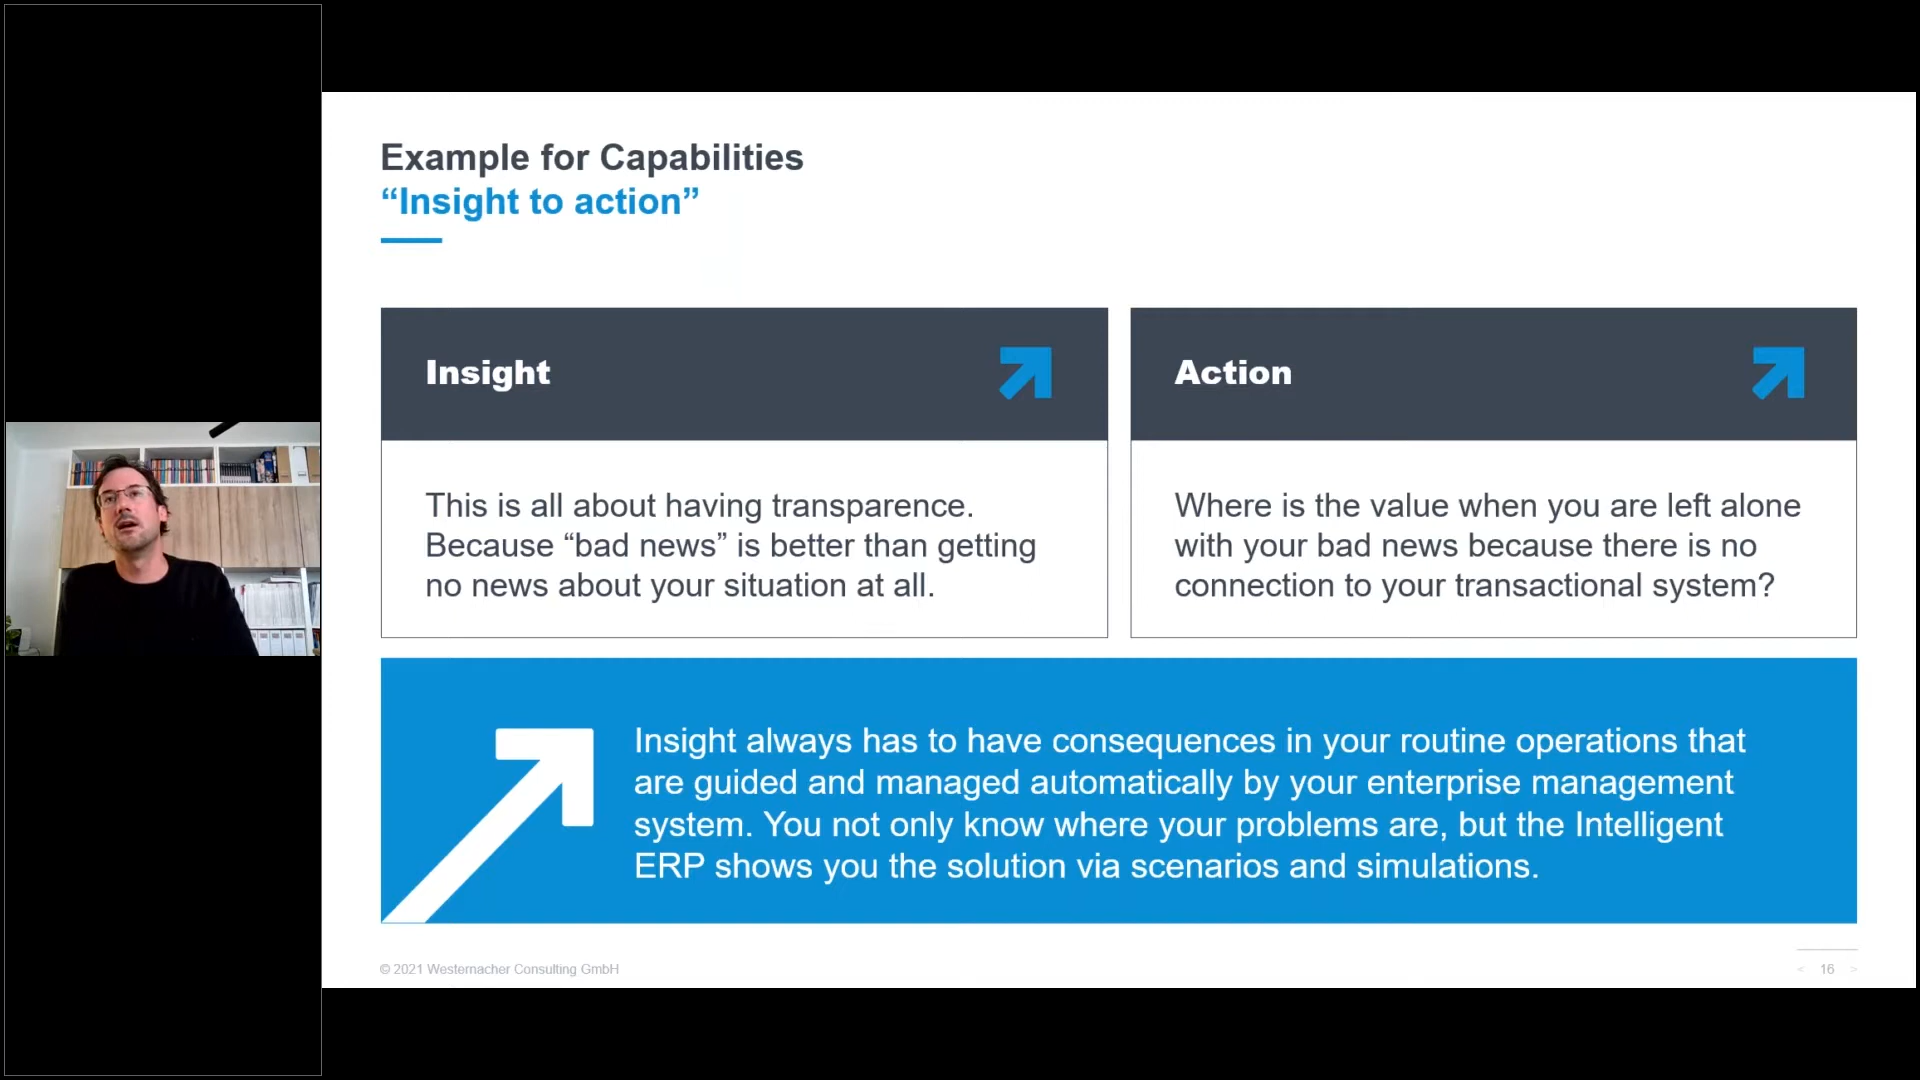 Example for Capabilities
“Insight to action”
Insight
Action
This is all about having transparence.
Because “bad news” is better than getting
no news about your situation at all.
Where is the value when you are left alone
with your bad news because there is no
connection to your transactional system?
Insight always has to have consequences in your routine operations that
are guided and managed automatically by your enterprise management
system. You not only know where your problems are, but the Intelligent
ERP shows you the solution via scenarios and simulations.
© 2021 Westernacher Consulting GmbH
< 16 >